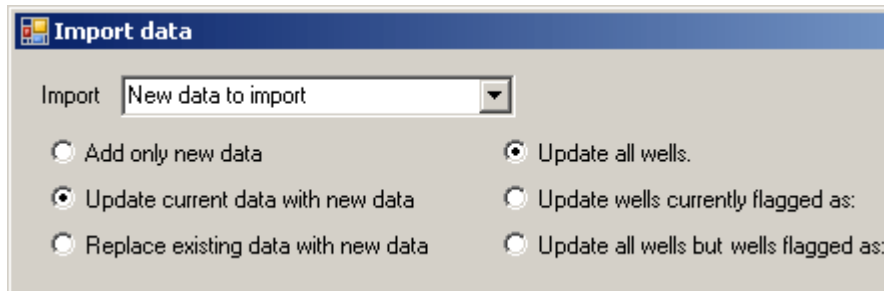 Import data
Import New data to import
Add only new data
Update current data with new data
Replace existing data with new data
Update all wells.
Update wells currently flagged as:
Update all wells but wells flagged as: